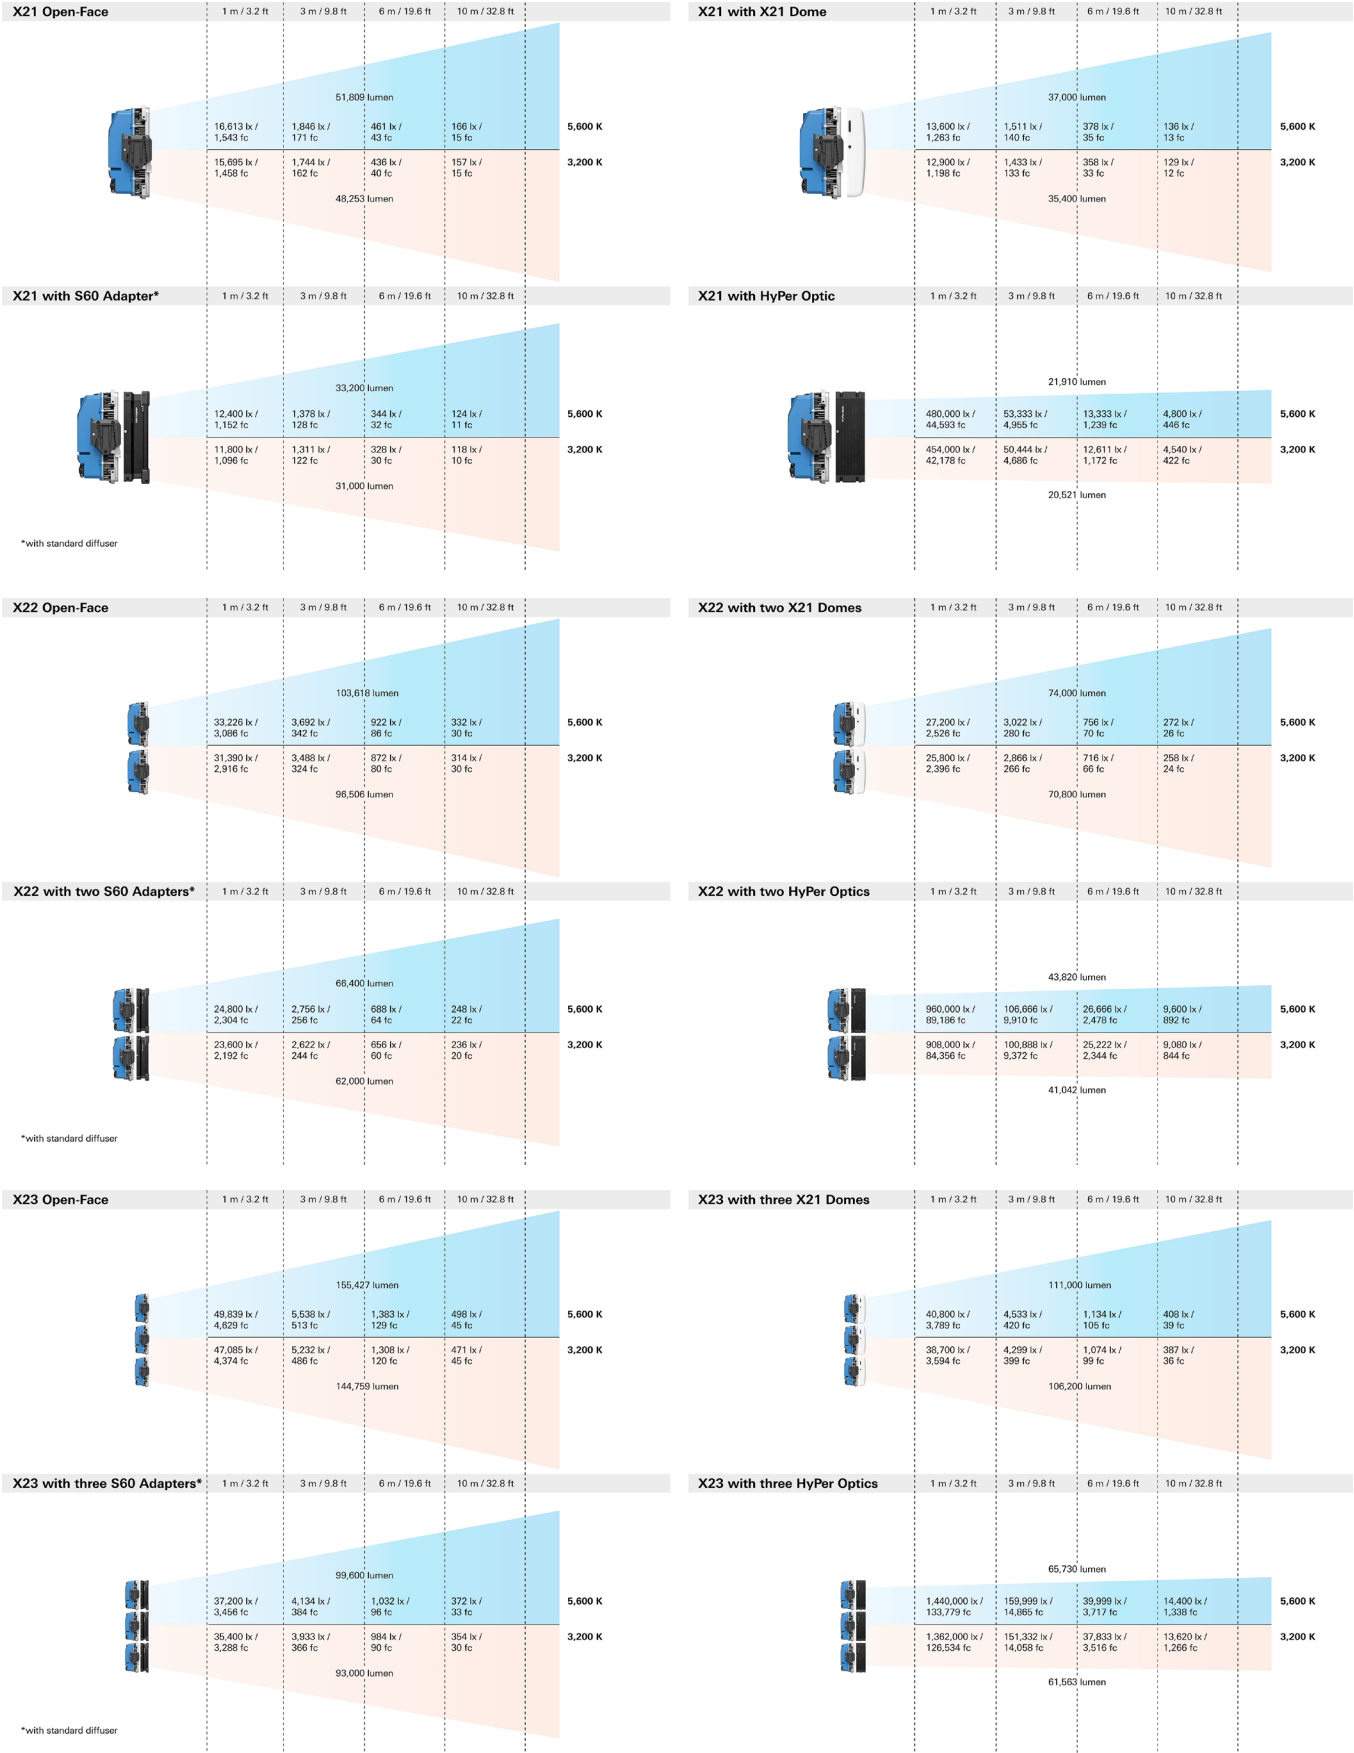 X21 Open-Face
1 m / 3.2 ft
3 m / 9.8 ft
6 m / 19.6 ft
10 m / 32.8 ft
51,809 lumen
16,613 lx /
1,543 fc
1,846 lx /
171 fc
461 lx /
43 fc
166 lx /
15 fc
5,600 K
15,695 lx /
1,458 fc
1,744 lx /
162 fc
436 lx /
40 fc
157 lx /
15 fc
3,200 K
48,253 lumen
X21 with X21 Dome
1 m / 3.2 ft
3 m / 9.8 ft
6 m / 19.6 ft
10 m / 32.8 ft
37,000 lumen
13,600 lx /
1,263 fc
1,511 lx /
140 fc
378 lx /
35 fc
136 lx /
13 fc
5,600 K
12,900 lx /
1,198 fc
1,433 lx /
133 fc
358 lx /
33 fc
129 lx /
12 fc
3,200 K
35,400 lumen
X21 with S60 Adapter*
1 m / 3.2 ft
3 m / 9.8 ft
6 m / 19.6 ft
10 m / 32.8 ft
33,200 lumen
12,400 lx /
1,152 fc
1,378 lx /
128 fc
344 lx /
32 fc
124 lx /
11 fc
5,600 K
11,800 lx /
1,096 fc
1,311 lx /
122 fc
328 lx /
30 fc
118 lx /
10 fc
3,200 K
31,000 lumen
*with standard diffuser
X21 with HyPer Optic
1 m / 3.2 ft
3 m / 9.8 ft
6 m / 19.6 ft
10 m / 32.8 ft
21,910 lumen
480,000 lx /
44,593 fc
53,333 lx /
4,955 fc
13,333 lx /
1,239 fc
4,800 lx /
446 fc
5,600 K
454,000 lx /
42,178 fc
50,444 lx /
4,686 fc
12,611 lx /
1,172 fc
4,540 lx /
422 fc
3,200 K
20,521 lumen
X22 Open-Face
1 m / 3.2 ft
3 m / 9.8 ft
6 m / 19.6 ft
10 m / 32.8 ft
103,618 lumen
33,226 lx /
3,086 fc
3,692 lx /
342 fc
922 lx /
86 fc
332 lx /
30 fc
5,600 K
31,390 lx /
2,916 fc
3,488 lx /
324 fc
872 lx /
80 fc
314 lx /
30 fc
3,200 K
96,506 lumen
X22 with two X21 Domes
1 m / 3.2 ft
3 m / 9.8 ft
6 m / 19.6 ft
10 m / 32.8 ft
74,000 lumen
27,200 lx /
2,526 fc
3,022 lx /
280 fc
756 lx /
70 fc
272 lx /
26 fc
5,600 K
25,800 lx /
2,396 fc
2,866 lx /
266 fc
716 lx /
66 fc
258 lx /
24 fc
3,200 K
70,800 lumen
X22 with two S60 Adapters*
1 m / 3.2 ft
3 m / 9.8 ft
6 m / 19.6 ft
10 m / 32.8 ft
66,400 lumen
24,800 lx /
2,304 fc
2,756 lx /
256 fc
688 lx /
64 fc
248 lx /
22 fc
5,600 K
23,600 lx /
2,192 fc
2,622 lx /
244 fc
656 lx /
60 fc
236 lx /
20 fc
3,200 K
62,000 lumen
*with standard diffuser
X22 with two HyPer Optics
1 m / 3.2 ft
3 m / 9.8 ft
6 m / 19.6 ft
10 m / 32.8 ft
43,820 lumen
960,000 lx /
89,186 fc
106,666 lx /
9,910 fc
26,666 lx /
2,478 fc
9,600 lx /
892 fc
5,600 K
908,000 lx /
84,356 fc
100,888 lx /
9,372 fc
25,222 lx /
2,344 fc
9,080 lx /
844 fc
3,200 K
41,042 lumen
X23 Open-Face
1 m / 3.2 ft
3 m / 9.8 ft
6 m / 19.6 ft
10 m / 32.8 ft
155,427 lumen
49,839 lx /
4,629 fc
5,538 lx /
513 fc
1,383 lx /
129 fc
498 lx /
45 fc
5,600 K
47,085 lx /
4,374 fc
5,232 lx /
486 fc
1,308 lx /
120 fc
471 lx /
45 fc
3,200 K
144,759 lumen
X23 with three X21 Domes
1 m / 3.2 ft
3 m / 9.8 ft
6 m / 19.6 ft
10 m / 32.8 ft
111,000 lumen
40,800 lx /
3,789 fc
4,533 lx /
420 fc
1,134 lx /
105 fc
408 lx /
39 fc
5,600 K
38,700 lx /
3,594 fc
4,299 lx /
399 fc
1,074 lx /
99 fc
387 lx /
36 fc
3,200 K
106,200 lumen
X23 with three S60 Adapters*
1 m / 3.2 ft
3 m / 9.8 ft
6 m / 19.6 ft
10 m / 32.8 ft
99,600 lumen
37,200 lx /
3,456 fc
4,134 lx /
384 fc
1,032 lx /
96 fc
372 lx /
33 fc
5,600 K
35,400 lx /
3,288 fc
3,933 lx /
366 fc
984 lx /
90 fc
354 lx /
30 fc
3,200 K
93,000 lumen
*with standard diffuser
X23 with three HyPer Optics
1 m / 3.2 ft
3 m / 9.8 ft
6 m / 19.6 ft
10 m / 32.8 ft
65,730 lumen
1,440,000 lx /
133,779 fc
159,999 lx /
14,865 fc
39,999 lx /
3,717 fc
14,400 lx /
1,338 fc
5,600 K
1,362,000 lx /
126,534 fc
151,332 lx /
14,058 fc
37,833 lx /
3,516 fc
13,620 lx /
1,266 fc
3,200 K
61,563 lumen